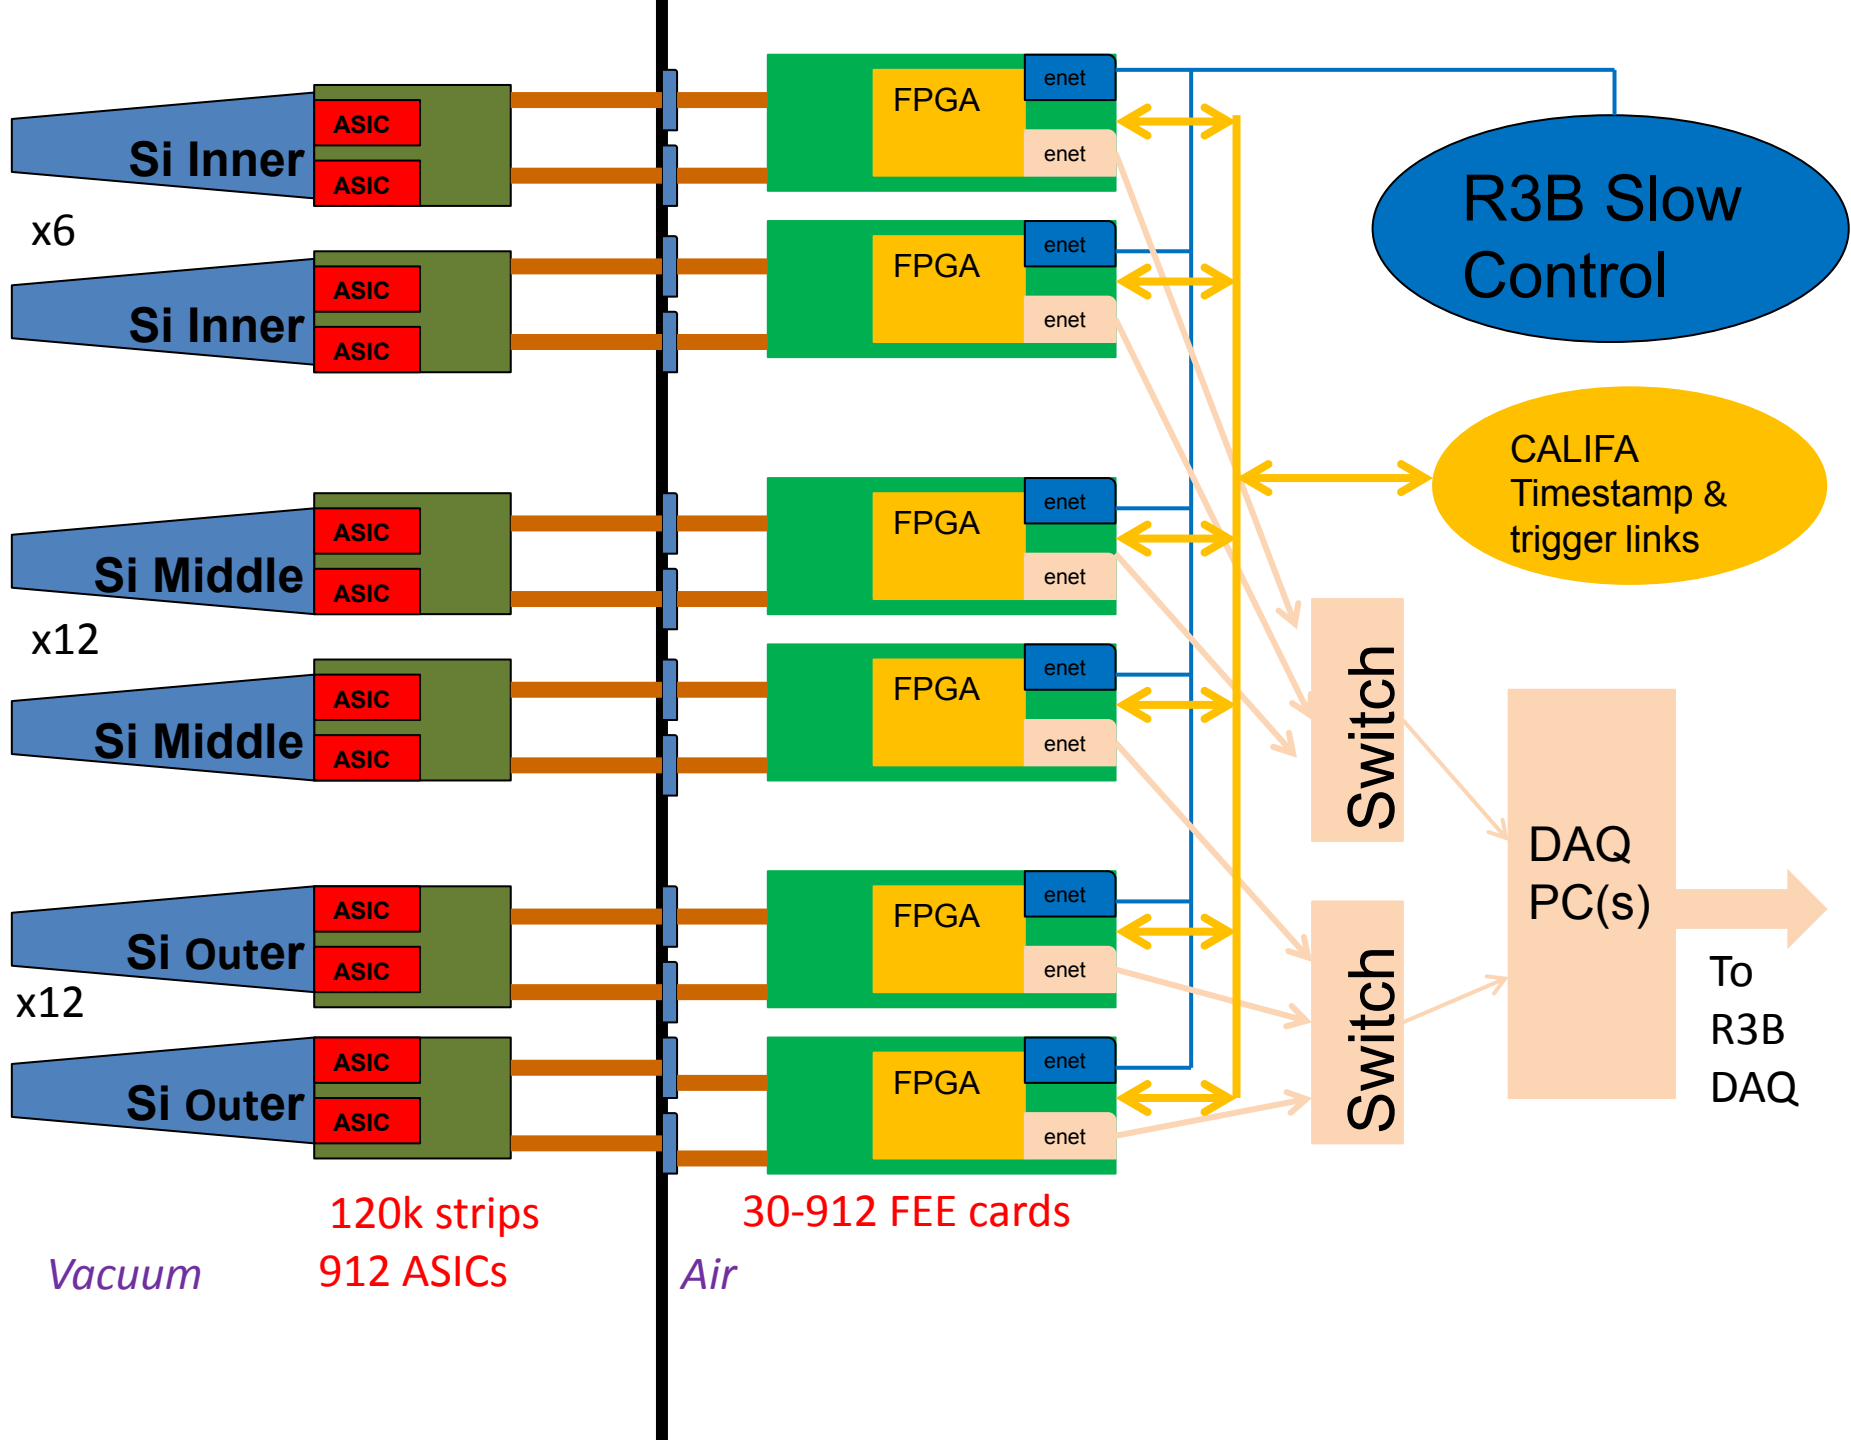 enet
FPGA
ASIC
Si Inner
enet
ASIC
R3B Slow
Control
x6
enet
FPGA
ASIC
Si Inner
enet
ASIC
CALIFA
Timestamp &
trigger links
enet
FPGA
ASIC
Si Middle
enet
ASIC
x12
enet
FPGA
ASIC
Si Middle
enet
ASIC
Switch
DAQ
PC(s)
enet
FPGA
ASIC
Si Outer
enet
ASIC
x12
To
R3B
DAQ
Switch
enet
FPGA
ASIC
Si Outer
enet
ASIC
120k strips
912 ASICs
30-912 FEE cards
Vacuum
Air